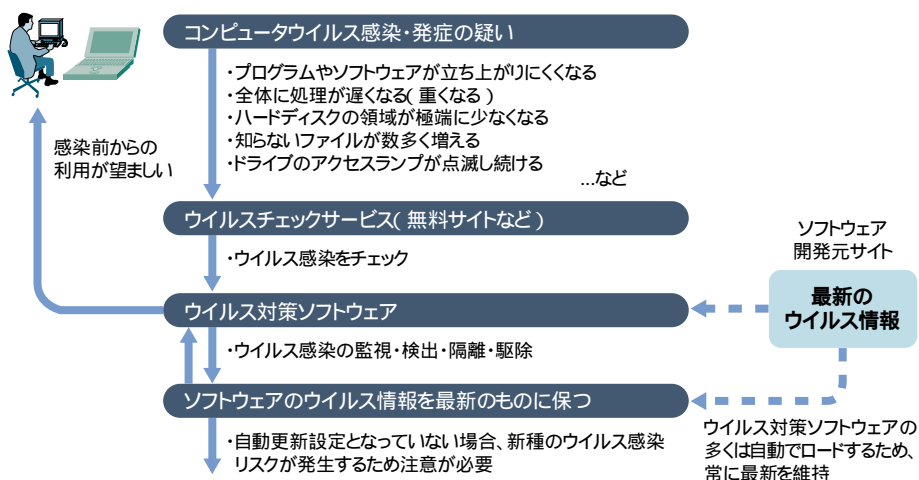 コンピュータウイルス感染・発症の疑い
・プログラムやソフトウェアが立ち上がりにくくなる
・全体に処理が遅くなる(重くなる)
・ハードディスクの領域が極端に少なくなる
・知らないファイルが数多く増える
・ドライブのアクセスランプが点滅し続ける
...など
感染前からの
利用が望ましい
ウイルスチェックサービス(無料サイトなど)
・ウイルス感染をチェック
ソフトウェア
開発元サイト
最新の
ウイルス情報
ウイルス対策ソフトウェア
・ウイルス感染の監視・検出・隔離・駆除
ソフトウェアのウイルス情報を最新のものに保つ
・自動更新設定となっていない場合、新種のウイルス感染
リスクが発生するため注意が必要
ウイルス対策ソフトウェアの
多くは自動でロードするため、
常に最新を維持